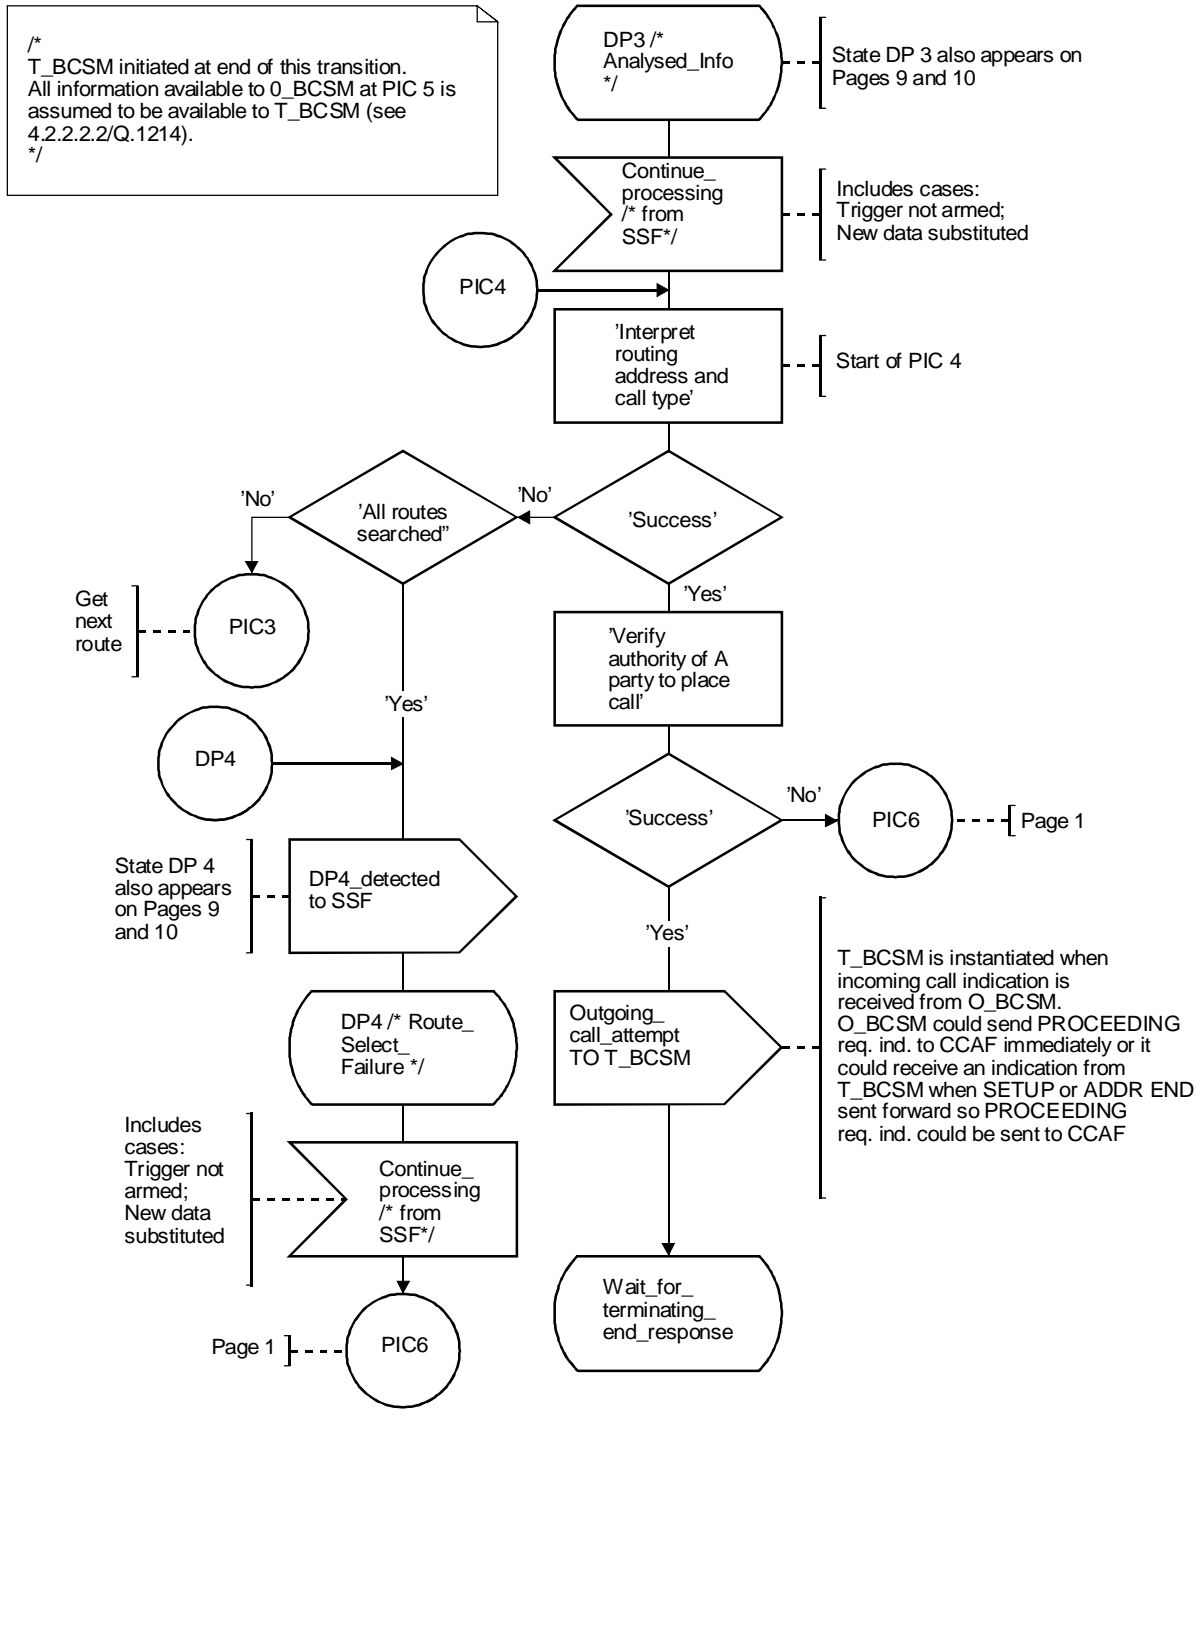 /*
T_BCSM initiated at end of this transition.
All information available to 0_BCSM at PIC 5 is
assumed to be available to T_BCSM (see
4.2.2.2.2/Q.1214).
*/
DP3 /*
Analysed_Info
*/
State DP 3 also appears on
Pages 9 and 10
Continue_
processing
/* from
SSF*/
Includes cases:
Trigger not armed;
New data substituted
PIC4
'Interpret
routing
address and
call type'
Start of PIC 4
'No'
'All routes
searched''
'No'
'Success'
'Yes'
Get
next
route
PIC3
'Verify
authority of A
party to place
call'
'Yes'
DP4
'Success'
'No'
PIC6
Page 1
State DP 4
also appears
on Pages 9
and 10
DP4_detected
to SSF
'Yes'
DP4 /* Route_
Select_
Failure */
Outgoing_
call_attempt
TO T_BCSM
T_BCSM is instantiated when
incoming call indication is
received from O_BCSM.
O_BCSM could send PROCEEDING
req. ind. to CCAF immediately or it
could receive an indication from
T_BCSM when SETUP or ADDR END
sent forward so PROCEEDING
req. ind. could be sent to CCAF
Includes
cases:
Trigger not
armed;
New data
substituted
Continue_
processing
/* from
SSF*/
Wait_for_
terminating_
end_response
Page 1
PIC6